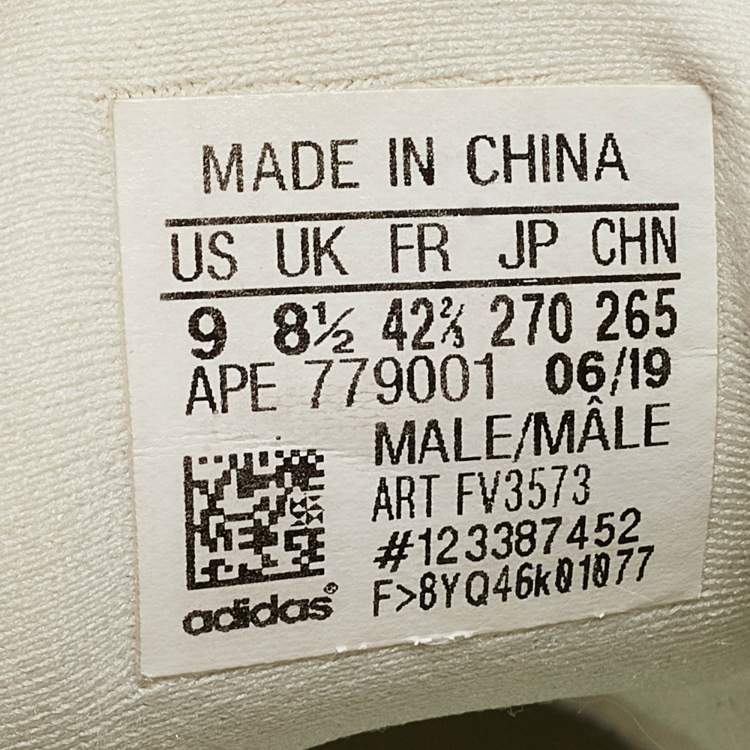 MADE IN CHINA
US UK FR JP CHN
9 8½ 42⅔ 270 265
APE 779001 06/19
MALE/MÂLE
ART FV3573
#123387452
F>8YQ46k01077
adidas®